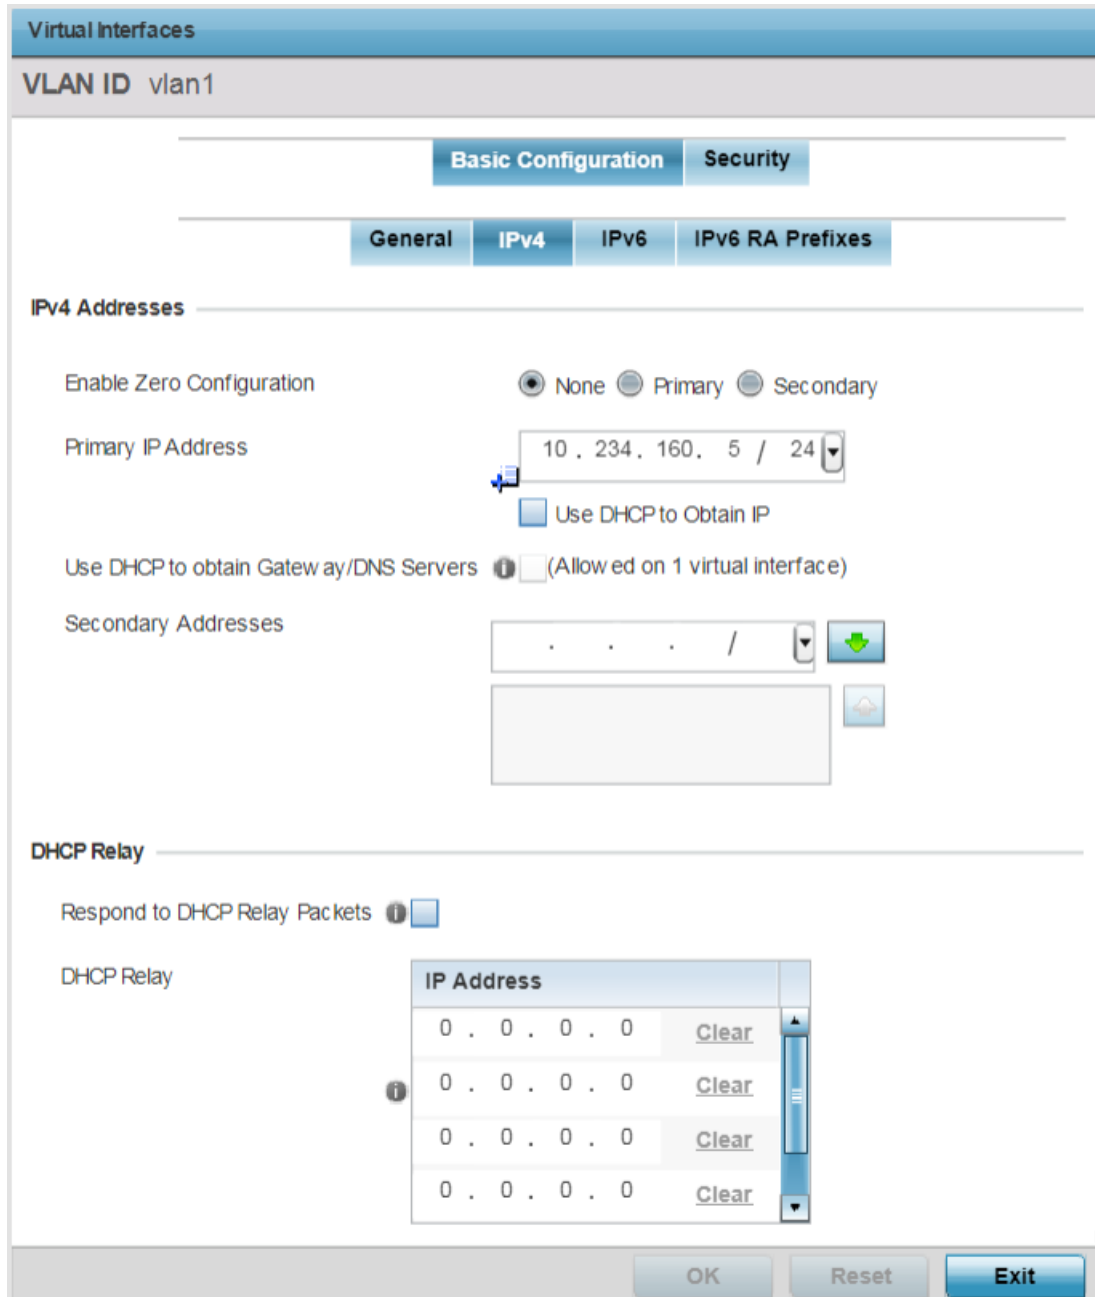 Virtual Interfaces
VLAN ID vlan1
Basic Configuration Security
General IPv4 IPv6 IPv6 RA Prefixes
IPv4 Addresses
Enable Zero Configuration None Primary Secondary
Primary IP Address 10 . 234 . 160 . 5 / 24
Use DHCP to Obtain IP
Use DHCP to obtain Gateway/DNS Servers (Allowed on 1 virtual interface)
Secondary Addresses . . . /
DHCP Relay
Respond to DHCP Relay Packets
DHCP Relay IP Address
0 . 0 . 0 . 0 Clear
0 . 0 . 0 . 0 Clear
0 . 0 . 0 . 0 Clear
0 . 0 . 0 . 0 Clear
OK Reset Exit